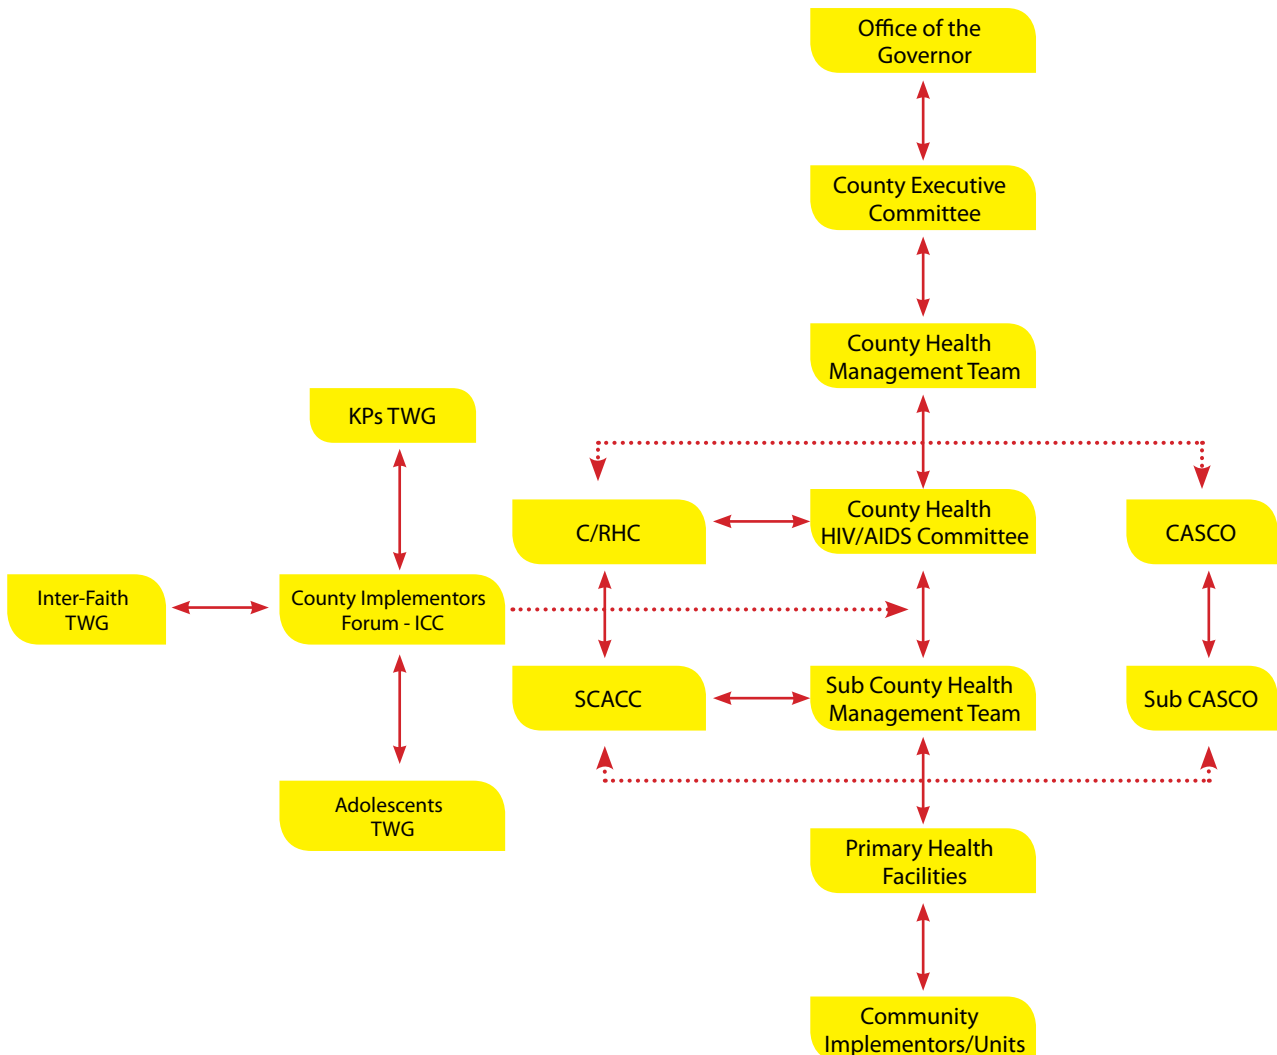 Office of the
Governor
County Executive
Committee
County Health
Management Team
KPs TWG
C/RHC
County Health
HIV/AIDS Committee
CASCO
Inter-Faith
TWG
County Implementors
Forum - ICC
SCACC
Sub County Health
Management Team
Sub CASCO
Adolescents
TWG
Primary Health
Facilities
Community
Implementors/Units